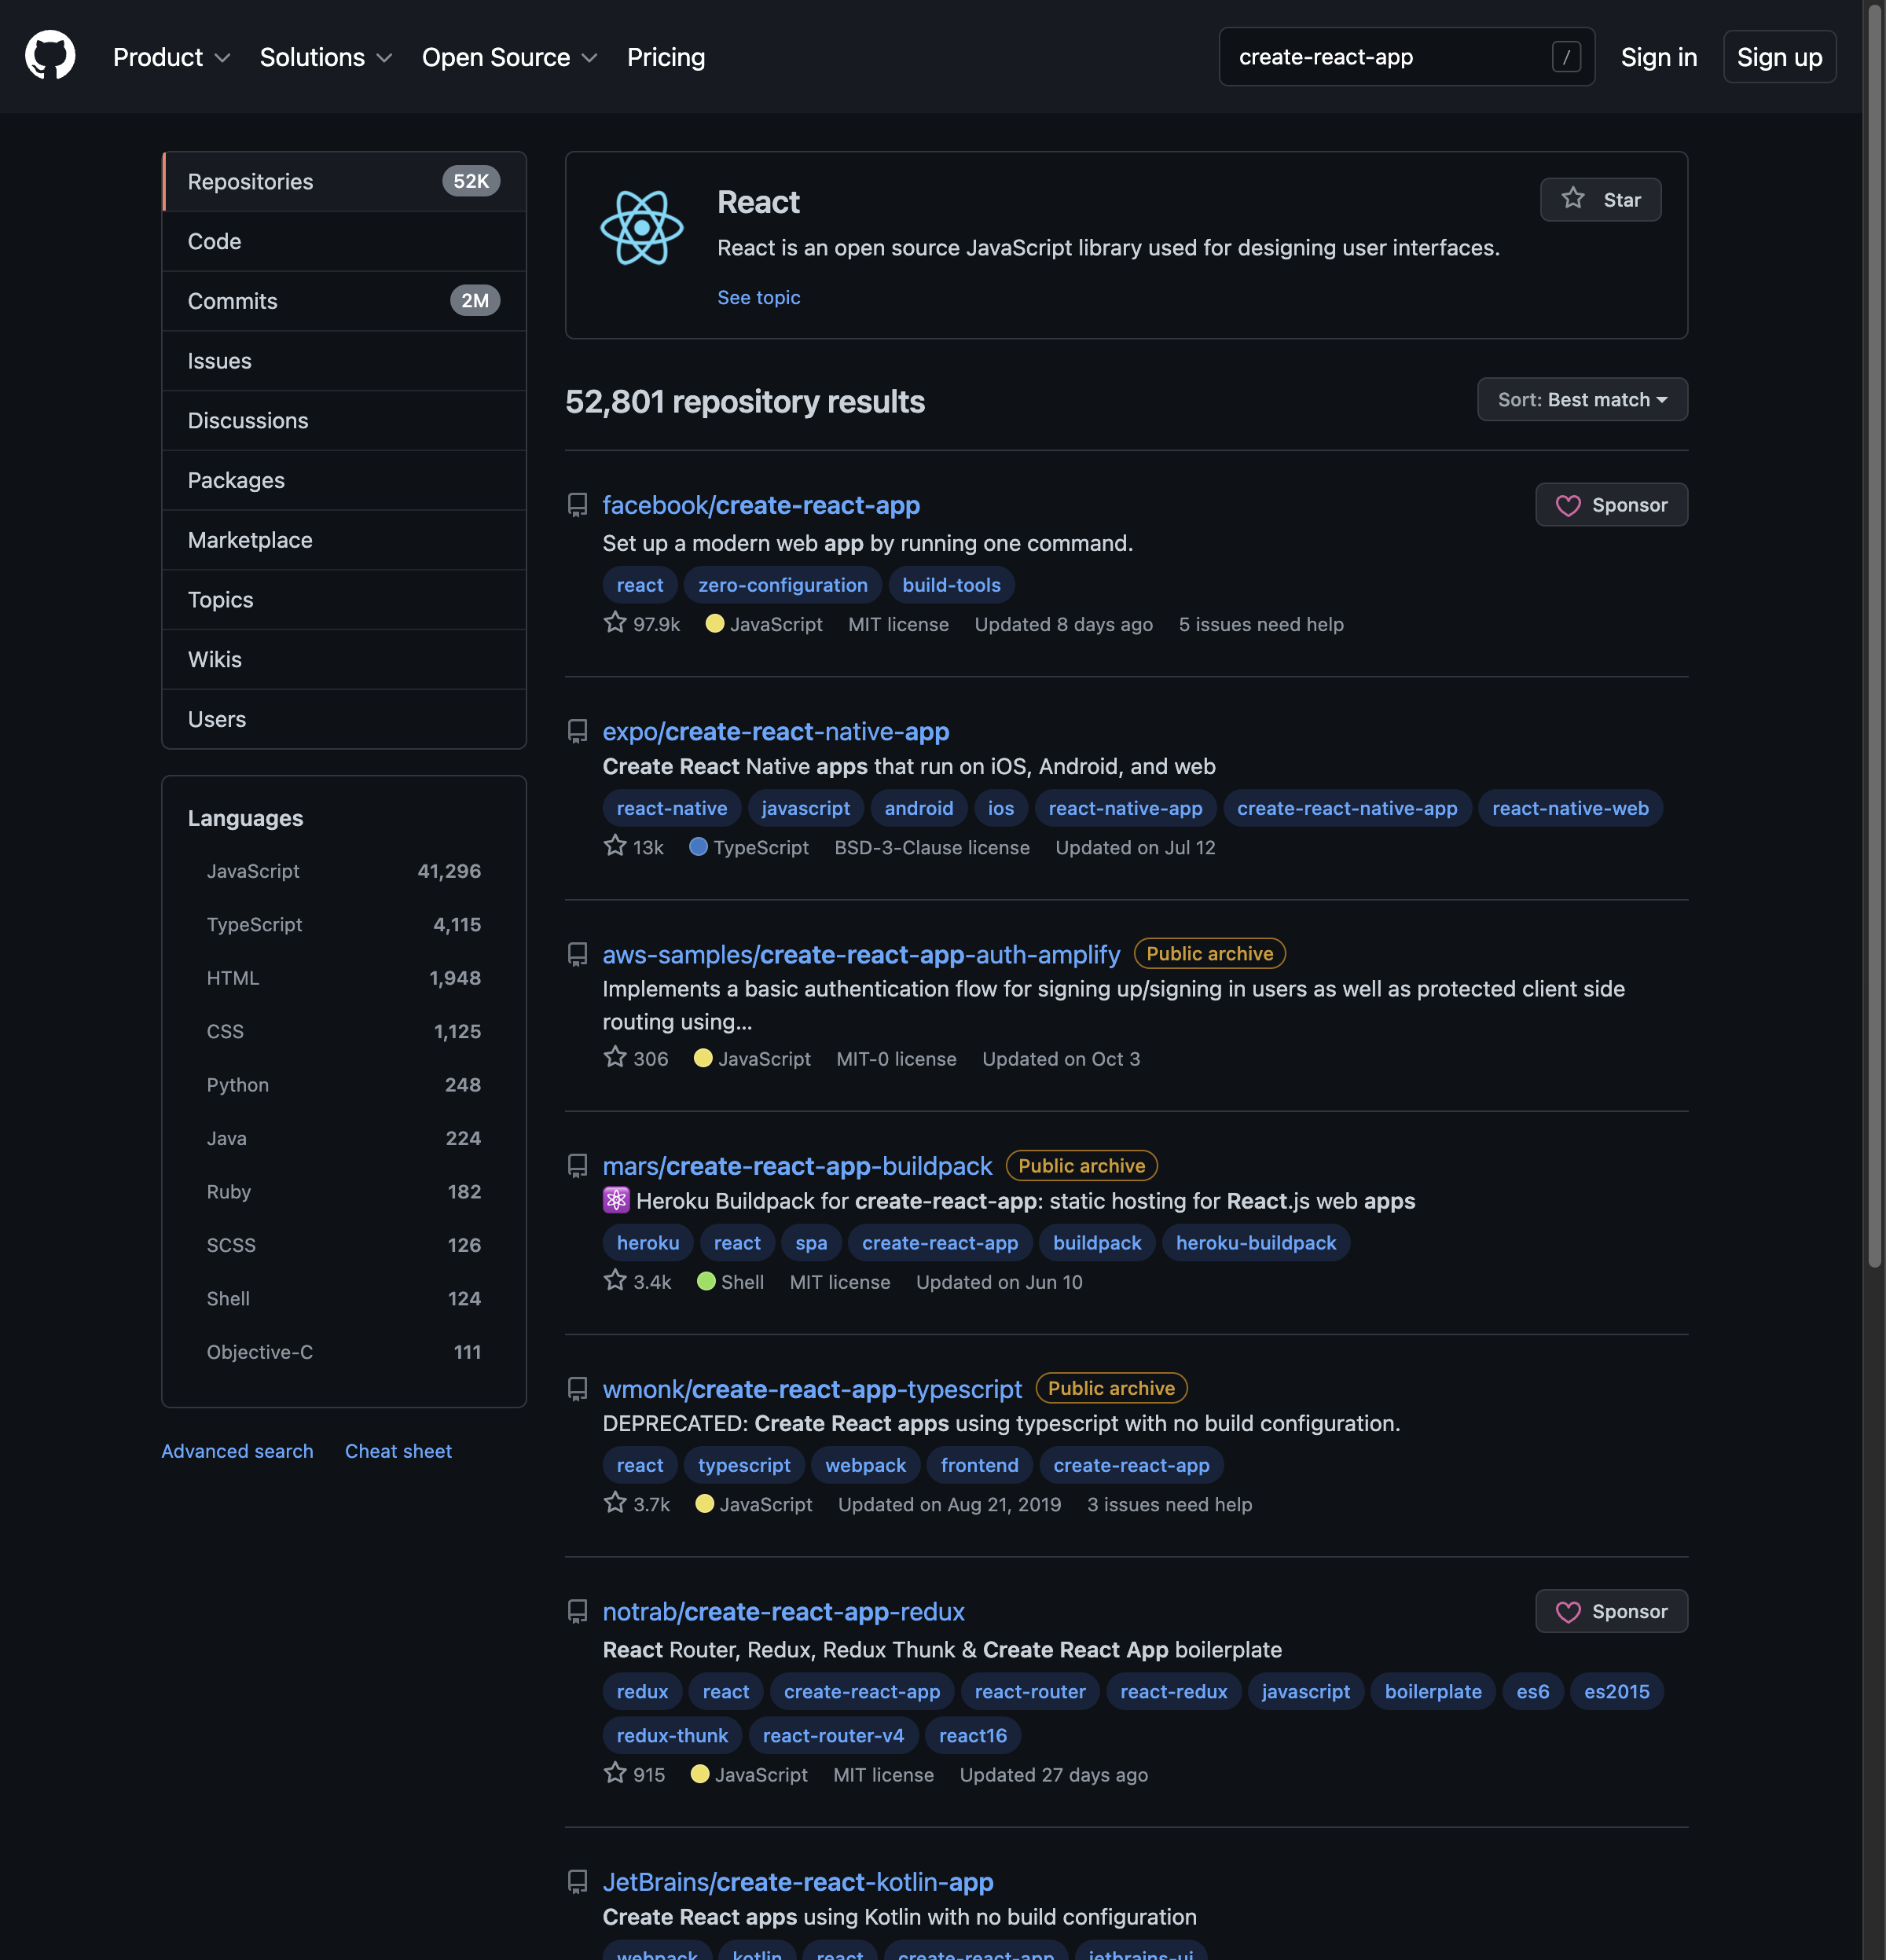 Product Solutions Open Source Pricing create-react-app / Sign in Sign up
Repositories 52K
Code
Commits 2M
Issues
Discussions
Packages
Marketplace
Topics
Wikis
Users
Languages
JavaScript 41,296
TypeScript 4,115
HTML 1,948
CSS 1,125
Python 248
Java 224
Ruby 182
SCSS 126
Shell 124
Objective-C 111
Advanced search Cheat sheet
React
Star
React is an open source JavaScript library used for designing user interfaces.
See topic
52,801 repository results
Sort: Best match
facebook/create-react-app
Sponsor
Set up a modern web app by running one command.
react zero-configuration build-tools
97.9k JavaScript MIT license Updated 8 days ago 5 issues need help
expo/create-react-native-app
Create React Native apps that run on iOS, Android, and web
react-native javascript android ios react-native-app create-react-native-app react-native-web
13k TypeScript BSD-3-Clause license Updated on Jul 12
aws-samples/create-react-app-auth-amplify Public archive
Implements a basic authentication flow for signing up/signing in users as well as protected client side
routing using...
306 JavaScript MIT-0 license Updated on Oct 3
mars/create-react-app-buildpack Public archive
⚛️ Heroku Buildpack for create-react-app: static hosting for React.js web apps
heroku react spa create-react-app buildpack heroku-buildpack
3.4k Shell MIT license Updated on Jun 10
wmonk/create-react-app-typescript Public archive
DEPRECATED: Create React apps using typescript with no build configuration.
react typescript webpack frontend create-react-app
3.7k JavaScript Updated on Aug 21, 2019 3 issues need help
notrab/create-react-app-redux
Sponsor
React Router, Redux, Redux Thunk & Create React App boilerplate
redux react create-react-app react-router react-redux javascript boilerplate es6 es2015
redux-thunk react-router-v4 react16
915 JavaScript MIT license Updated 27 days ago
JetBrains/create-react-kotlin-app
Create React apps using Kotlin with no build configuration
webpack kotlin react create-react-app jetbrains-ui